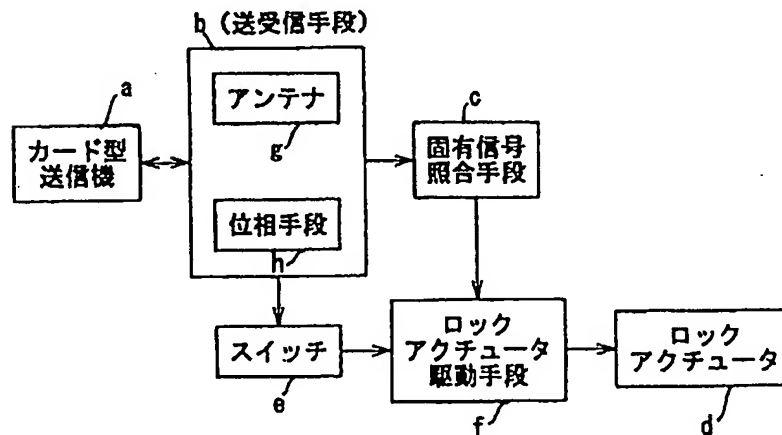 b(送受信手段)
a
アンテナ
g
c
カード型
送信機
固有信号
照合手段
位相手段
h
スイッチ
e
ロック
アクチュータ
駆動手段
f
ロック
アクチュータ
d